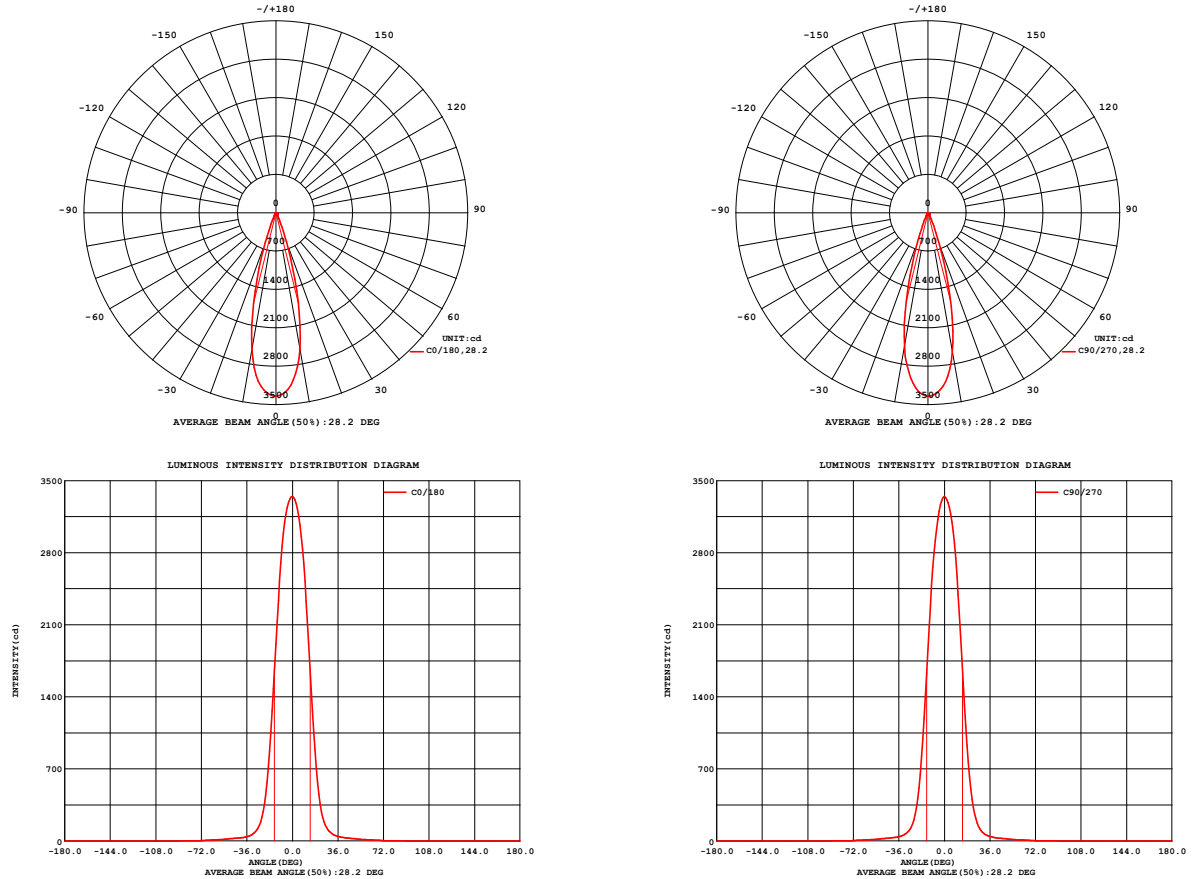 -/+180
-150
150
-120
120
-90
90
0
700
1400
2100
2800
3500
-60
60
-30
30
0
UNIT:cd
C0/180,28.2
AVERAGE BEAM ANGLE(50%):28.2 DEG
-/+180
-150
150
-120
120
-90
90
0
700
1400
2100
2800
3500
-60
60
-30
30
0
UNIT:cd
C90/270,28.2
AVERAGE BEAM ANGLE(50%):28.2 DEG
LUMINOUS INTENSITY DISTRIBUTION DIAGRAM
C0/180
INTENSITY(cd)
3500
2800
2100
1400
700
0
-180.0 -144.0 -108.0 -72.0 -36.0 0.0 36.0 72.0 108.0 144.0 180.0
ANGLE(DEG)
AVERAGE BEAM ANGLE(50%):28.2 DEG
LUMINOUS INTENSITY DISTRIBUTION DIAGRAM
C90/270
INTENSITY(cd)
3500
2800
2100
1400
700
0
-180.0 -144.0 -108.0 -72.0 -36.0 0.0 36.0 72.0 108.0 144.0 180.0
ANGLE(DEG)
AVERAGE BEAM ANGLE(50%):28.2 DEG